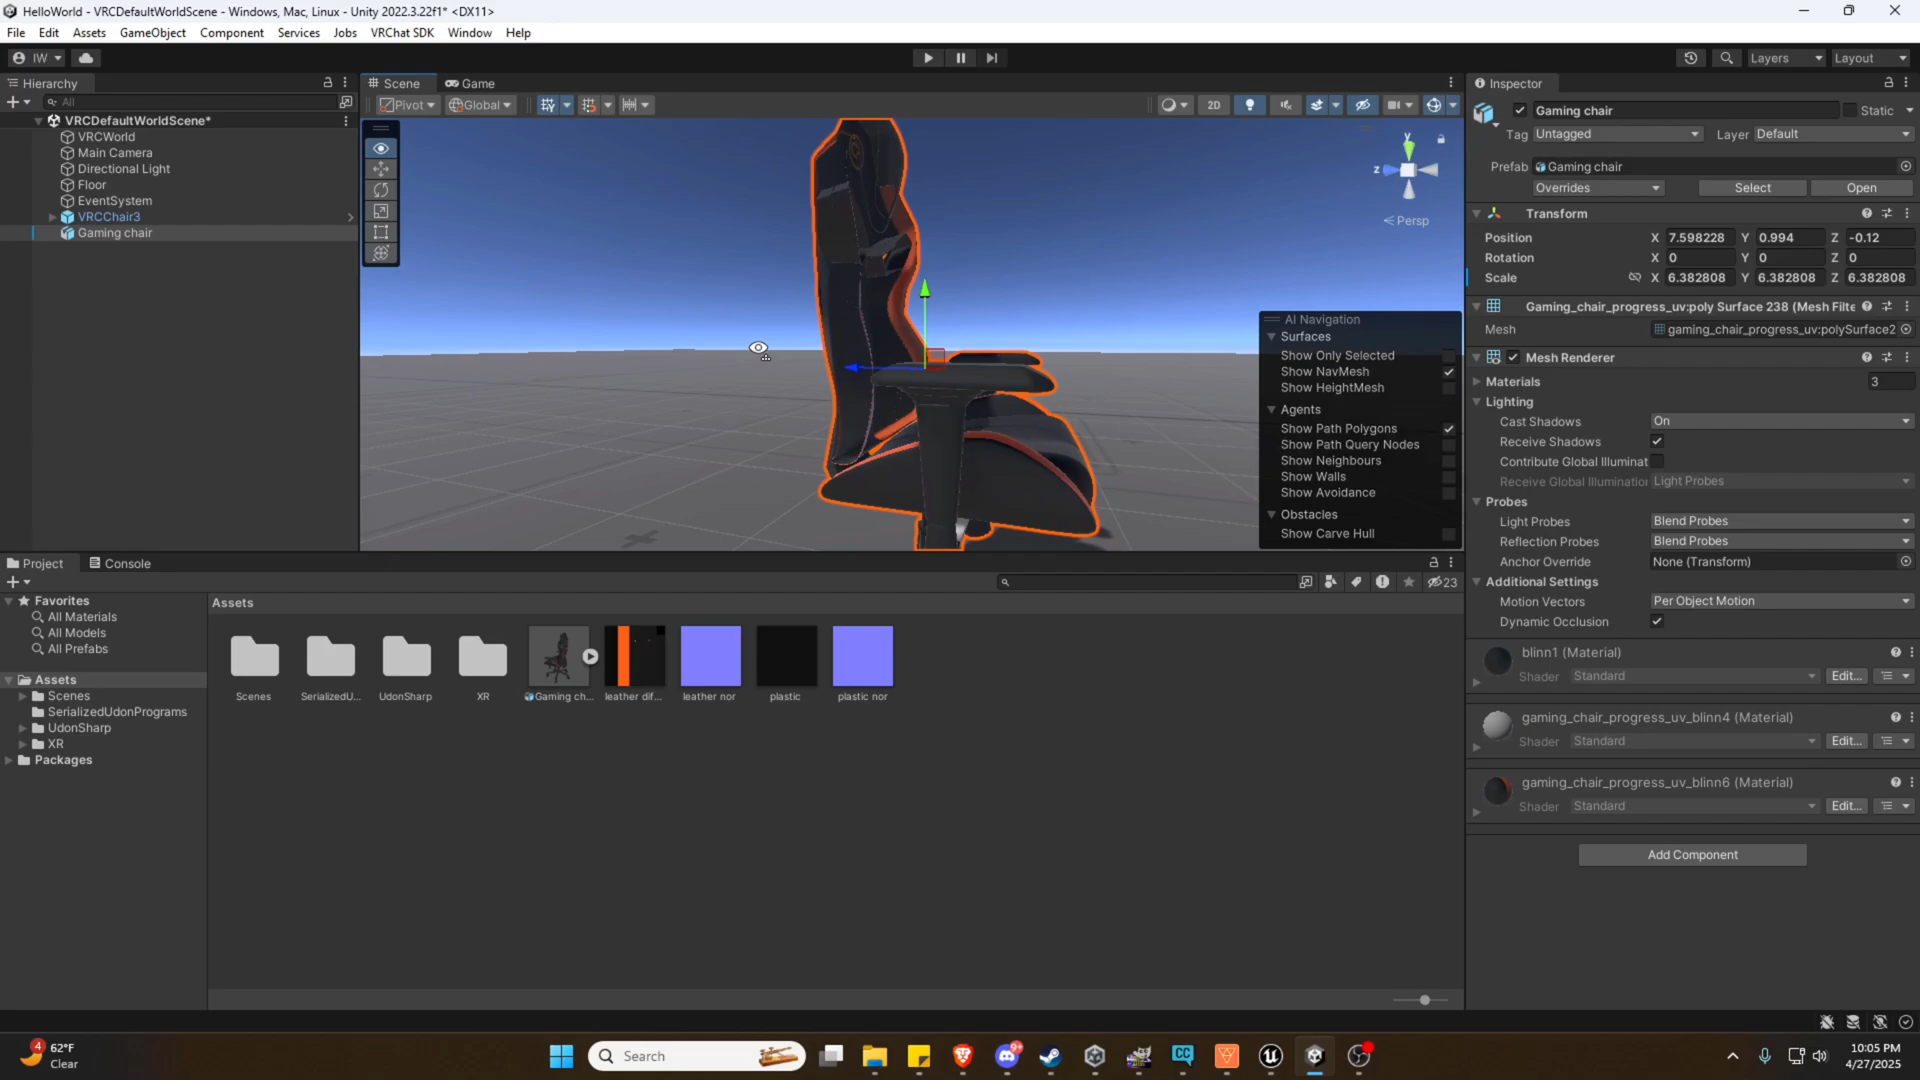 HelloWorld - VRCDefaultWorldScene - Windows, Mac, Linux - Unity 2022.3.22f1* <DX11>
File Edit Assets GameObject Component Services Jobs VRChat SDK Window Help
IW Layers Layout
Hierarchy
All
VRCDefaultWorldScene*
VRCWorld
Main Camera
Directional Light
Floor
EventSystem
VRCChair3
Gaming chair
Scene Game
Pivot Global 2D
y
z
Persp
AI Navigation
Surfaces
Show Only Selected
Show NavMesh
Show HeightMesh
Agents
Show Path Polygons
Show Path Query Nodes
Show Neighbours
Show Walls
Show Avoidance
Obstacles
Show Carve Hull
Inspector
Gaming chair Static
Tag Untagged Layer Default
Prefab Gaming chair
Overrides Select Open
Transform
Position X 7.598228 Y 0.994 Z -0.12
Rotation X 0 Y 0 Z 0
Scale X 6.382808 Y 6.382808 Z 6.382808
Gaming_chair_progress_uv:poly Surface 238 (Mesh Filte
Mesh gaming_chair_progress_uv:polySurface2
Mesh Renderer
Materials 3
Lighting
Cast Shadows On
Receive Shadows
Contribute Global Illuminat
Receive Global Illumination Light Probes
Probes
Light Probes Blend Probes
Reflection Probes Blend Probes
Anchor Override None (Transform)
Additional Settings
Motion Vectors Per Object Motion
Dynamic Occlusion
blinn1 (Material)
Shader Standard Edit...
gaming_chair_progress_uv_blinn4 (Material)
Shader Standard Edit...
gaming_chair_progress_uv_blinn6 (Material)
Shader Standard Edit...
Add Component
Project Console
23
Favorites
All Materials
All Models
All Prefabs
Assets
Scenes
SerializedUdonPrograms
UdonSharp
XR
Packages
Assets
Scenes SerializedU... UdonSharp XR Gaming ch... leather dif... leather nor plastic plastic nor
4 62°F
Clear
Search
9+
CC
10:05 PM
4/27/2025